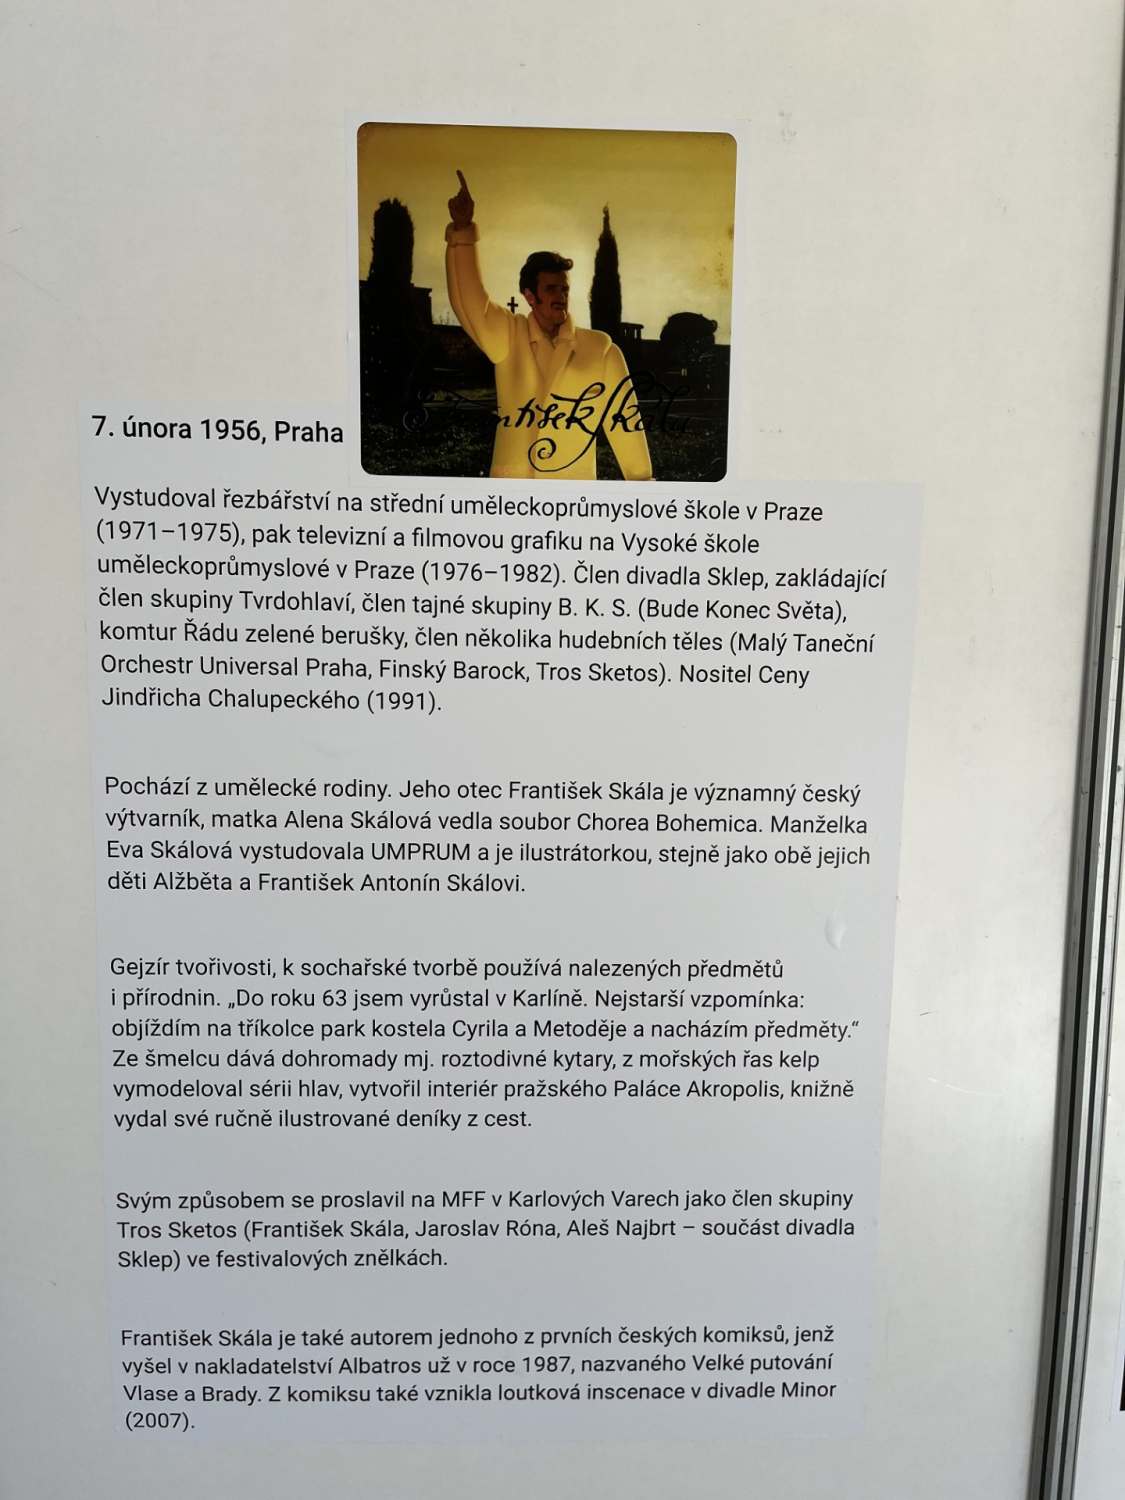 František Skála
7. února 1956, Praha
Vystudoval řezbářství na střední uměleckoprůmyslové škole v Praze
(1971–1975), pak televizní a filmovou grafiku na Vysoké škole
uměleckoprůmyslové v Praze (1976–1982). Člen divadla Sklep, zakládající
člen skupiny Tvrdohlaví, člen tajné skupiny B. K. S. (Bude Konec Světa),
komtur Řádu zelené berušky, člen několika hudebních těles (Malý Taneční
Orchestr Universal Praha, Finský Barock, Tros Sketos). Nositel Ceny
Jindřicha Chalupeckého (1991).
Pochází z umělecké rodiny. Jeho otec František Skála je významný český
výtvarník, matka Alena Skálová vedla soubor Chorea Bohemica. Manželka
Eva Skálová vystudovala UMPRUM a je ilustrátorkou, stejně jako obě jejich
děti Alžběta a František Antonín Skálovi.
Gejzír tvořivosti, k sochařské tvorbě používá nalezených předmětů
i přírodnin. „Do roku 63 jsem vyrůstal v Karlíně. Nejstarší vzpomínka:
objíždím na tříkolce park kostela Cyrila a Metoděje a nacházím předměty.“
Ze šmelcu dává dohromady mj. roztodivné kytary, z mořských řas kelp
vymodeloval sérii hlav, vytvořil interiér pražského Paláce Akropolis, knižně
vydal své ručně ilustrované deníky z cest.
Svým způsobem se proslavil na MFF v Karlových Varech jako člen skupiny
Tros Sketos (František Skála, Jaroslav Róna, Aleš Najbrt – součást divadla
Sklep) ve festivalových znělkách.
František Skála je také autorem jednoho z prvních českých komiksů, jenž
vyšel v nakladatelství Albatros už v roce 1987, nazvaného Velké putování
Vlase a Brady. Z komiksu také vznikla loutková inscenace v divadle Minor
(2007).